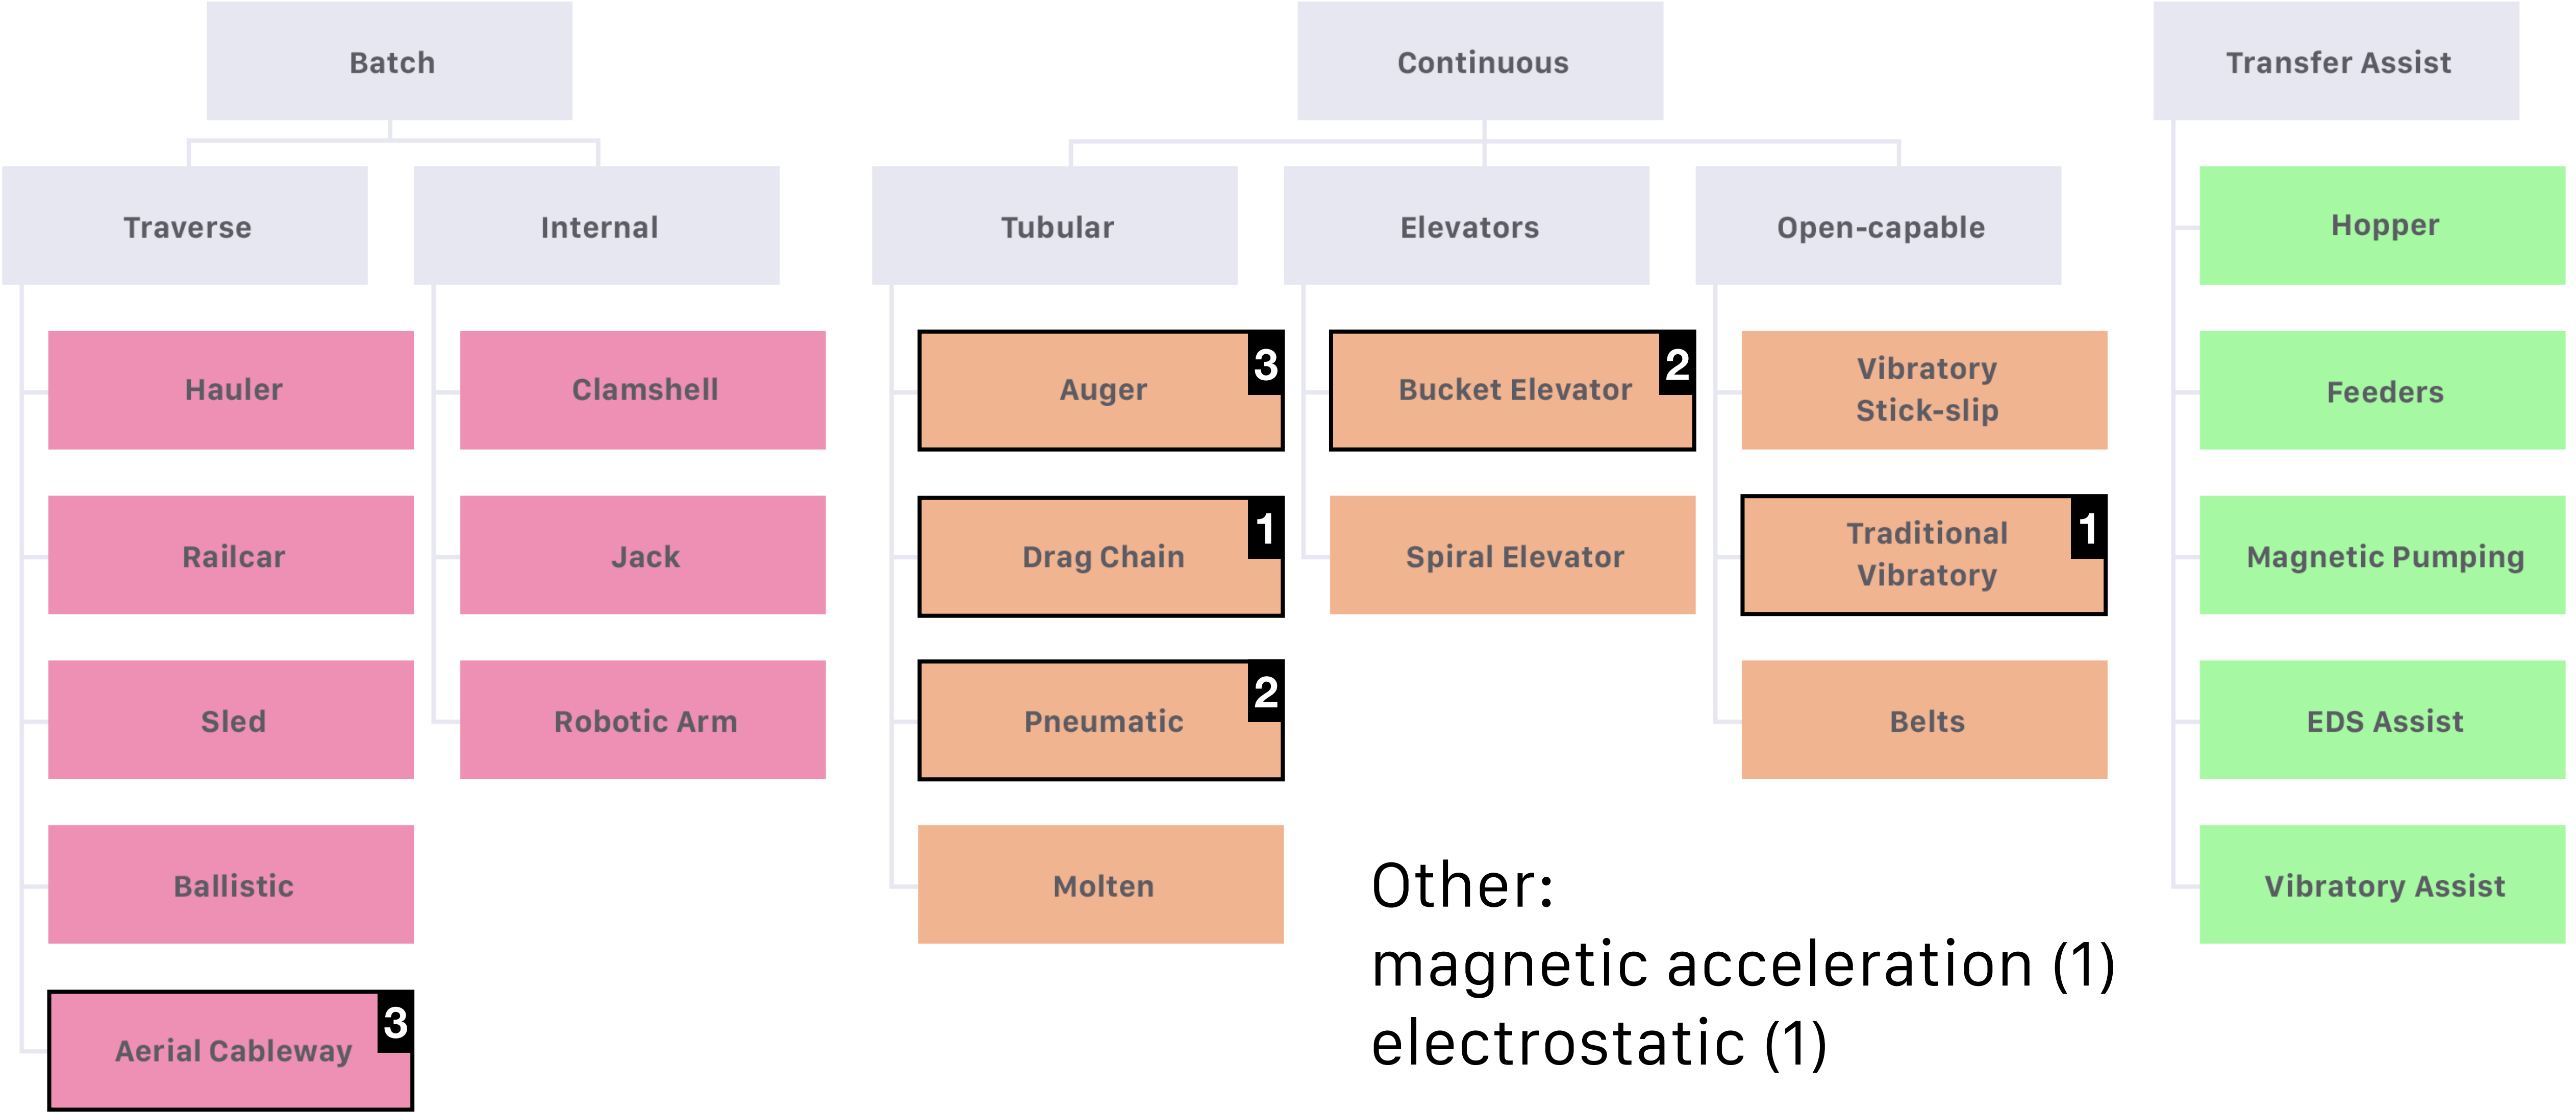 Batch
Continuous
Transfer Assist
Traverse
Internal
Tubular
Elevators
Open-capable
Hopper
Hauler
Clamshell
Auger
3
Bucket Elevator
2
Vibratory
Stick-slip
Feeders
Railcar
Jack
Drag Chain
1
Spiral Elevator
Traditional
Vibratory
1
Magnetic Pumping
Sled
Robotic Arm
Pneumatic
2
Belts
EDS Assist
Ballistic
Molten
Vibratory Assist
Aerial Cableway
3
Other:
magnetic acceleration (1)
electrostatic (1)